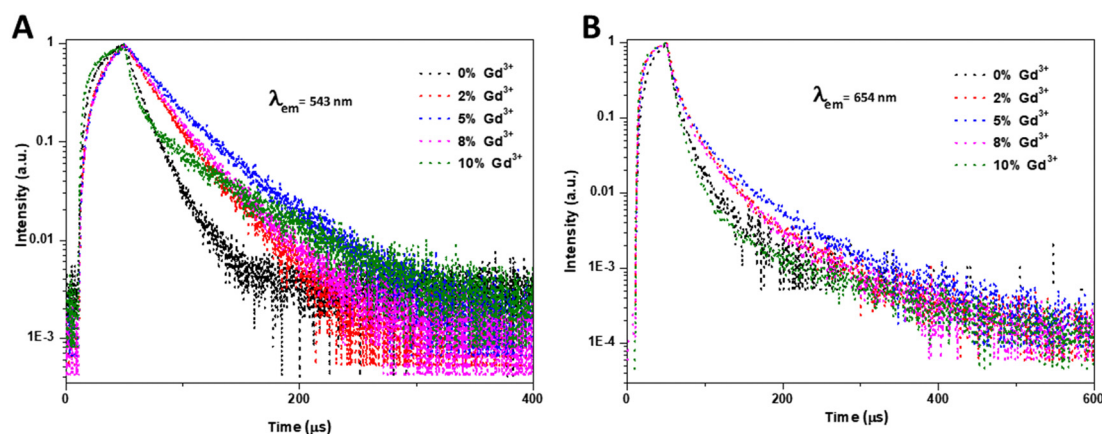 A
1
0.1
0.01
1E-3
Intensity (a.u.)
λem= 543 nm
0% Gd³⁺
2% Gd³⁺
5% Gd³⁺
8% Gd³⁺
10% Gd³⁺
0
200
400
Time (μs)
B
1
0.1
0.01
1E-3
1E-4
Intensity (a.u.)
λem= 654 nm
0% Gd³⁺
2% Gd³⁺
5% Gd³⁺
8% Gd³⁺
10% Gd³⁺
0
200
400
600
Time (μs)